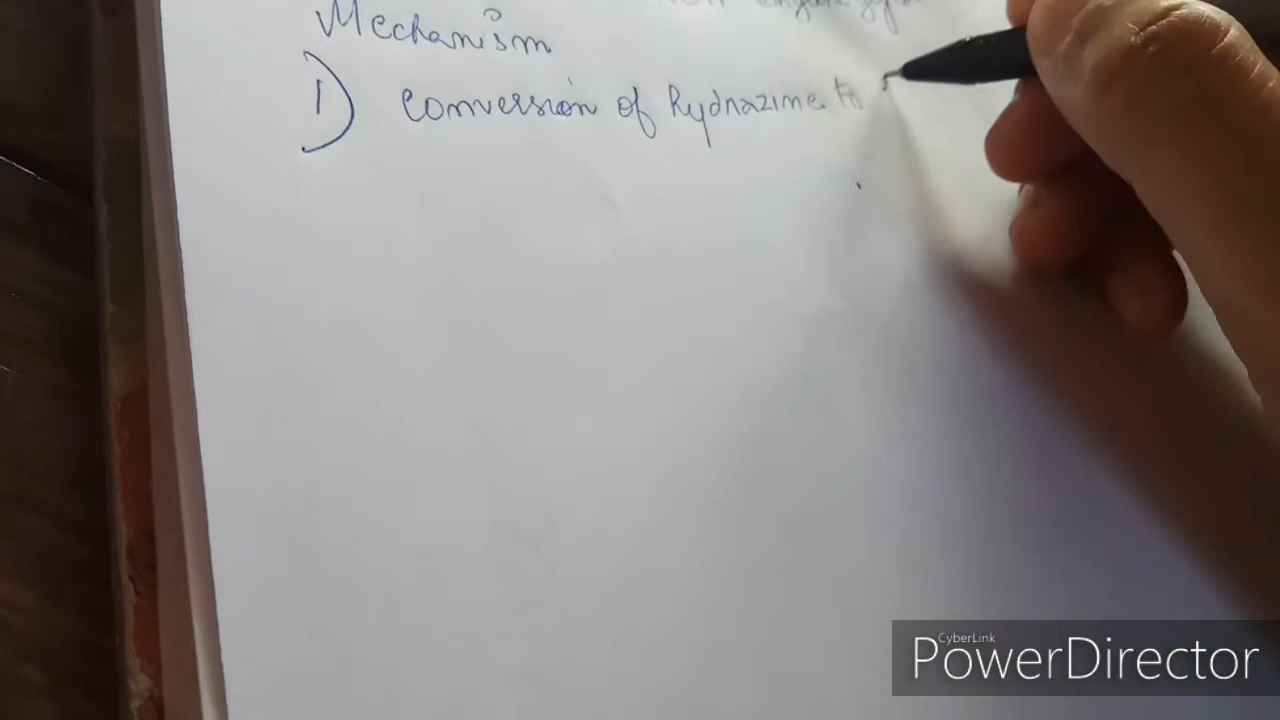 Mechanism
1) conversion of hydrazine to
CyberLink
PowerDirector